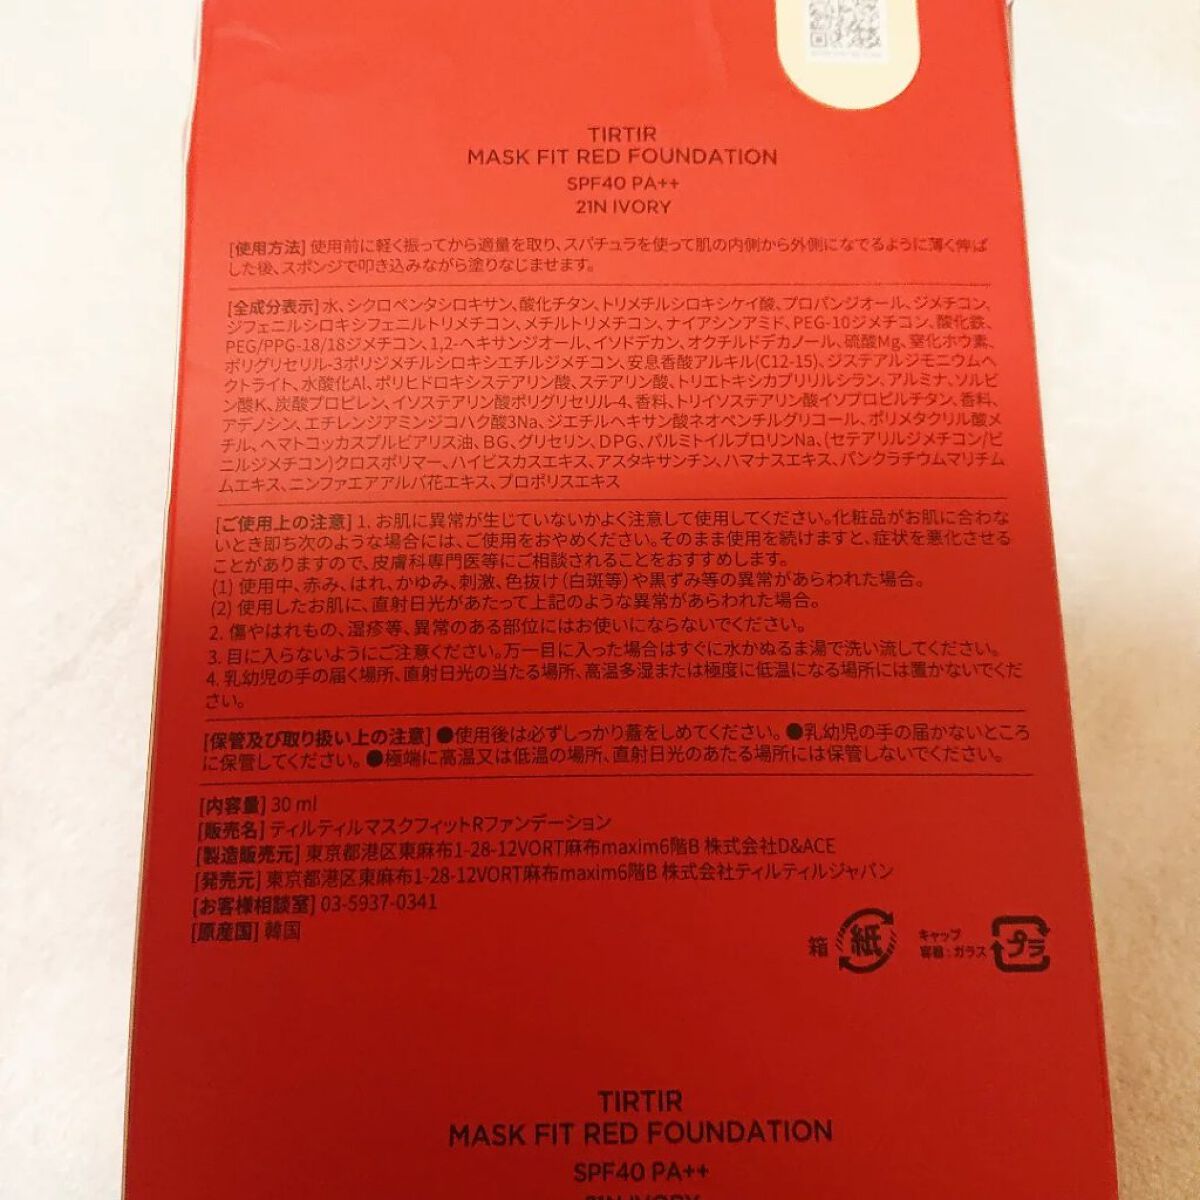 TIRTIR
MASK FIT RED FOUNDATION
SPF40 PA++
21N IVORY
[使用方法] 使用前に軽く振ってから適量を取り、スパチュラを使って肌の内側から外側になでるように薄く伸ば
した後、スポンジで叩き込みながら塗りなじませます。
[全成分表示] 水、シクロペンタシロキサン、酸化チタン、トリメチルシロキシケイ酸、プロパンジオール、ジメチコン、
ジフェニルシロキシフェニルトリメチコン、メチルトリメチコン、ナイアシンアミド、PEG-10ジメチコン、酸化鉄、
PEG/PPG-18/18ジメチコン、1,2-ヘキサンジオール、イソドデカン、オクチルドデカノール、硫酸Mg、窒化ホウ素、
ポリグリセリル-3ポリジメチルシロキシエチルジメチコン、安息香酸アルキル(C12-15)、ジステアルジモニウムヘ
クトライト、水酸化Al、ポリヒドロキシステアリン酸、ステアリン酸、トリエトキシカプリリルシラン、アルミナ、ソルビ
ン酸K、炭酸プロピレン、イソステアリン酸ポリグリセリル-4、香料、トリイソステアリン酸イソプロピルチタン、香料、
アデノシン、エチレンジアミンジコハク酸3Na、ジエチルヘキサン酸ネオペンチルグリコール、ポリメタクリル酸メ
チル、ヘマトコッカスプルビアリス油、BG、グリセリン、DPG、パルミトイルプロリンNa、(セテアリルジメチコン/ビ
ニルジメチコン)クロスポリマー、ハイビスカスエキス、アスタキサンチン、ハマナスエキス、パンクラチウムマリチム
ムエキス、ニンファエアアルバ花エキス、プロポリスエキス
[ご使用上の注意] 1. お肌に異常が生じていないかよく注意して使用してください。化粧品がお肌に合わな
いとき即ち次のような場合には、ご使用をおやめください。そのまま使用を続けますと、症状を悪化させる
ことがありますので、皮膚科専門医等にご相談されることをおすすめします。
(1) 使用中、赤み、はれ、かゆみ、刺激、色抜け（白斑等）や黒ずみ等の異常があらわれた場合。
(2) 使用したお肌に、直射日光があたって上記のような異常があらわれた場合。
2. 傷やはれもの、湿疹等、異常のある部位にはお使いにならないでください。
3. 目に入らないようにご注意ください。万一目に入った場合はすぐに水かぬるま湯で洗い流してください。
4. 乳幼児の手の届く場所、直射日光の当たる場所、高温多湿または極度に低温になる場所には置かないでくだ
さい。
[保管及び取り扱い上の注意] ●使用後は必ずしっかり蓋をしめてください。●乳幼児の手の届かないところ
に保管してください。●極端に高温又は低温の場所、直射日光のあたる場所には保管しないでください。
[内容量] 30 ml
[販売名] ティルティルマスクフィットRファンデーション
[製造販売元] 東京都港区東麻布1-28-12VORT麻布maxim6階B 株式会社D&ACE
[発売元] 東京都港区東麻布1-28-12VORT麻布maxim6階B 株式会社ティルティルジャパン
[お客様相談室] 03-5937-0341
[原産国] 韓国
箱 紙
キャップ
容器：ガラス
プラ
TIRTIR
MASK FIT RED FOUNDATION
SPF40 PA++
21N IVORY